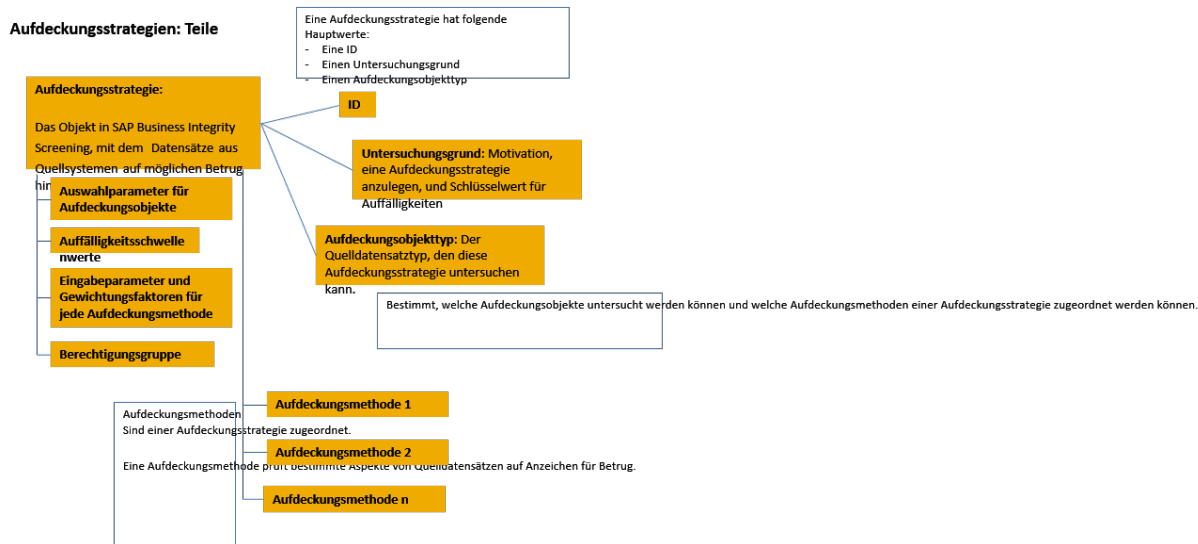 Aufdeckungsstrategien: Teile
Eine Aufdeckungsstrategie hat folgende
Hauptwerte:
- Eine ID
- Einen Untersuchungsgrund
- Einen Aufdeckungsobjekttyp
Aufdeckungsstrategie:
Das Objekt in SAP Business Integrity
Screening, mit dem Datensätze aus
Quellsystemen auf möglichen Betrug
ID
Untersuchungsgrund: Motivation,
eine Aufdeckungsstrategie
anzulegen, und Schlüsselwert für
Auffälligkeiten
Auswahlparameter für
Aufdeckungsobjekte
Auffälligkeitsschwelle
nwerte
Eingabeparameter und
Gewichtungsfaktoren für
jede Aufdeckungsmethode
Berechtigungsgruppe
Aufdeckungsobjekttyp: Der
Quelldatensatztyp, den diese
Aufdeckungsstrategie untersuchen
kann.
Bestimmt, welche Aufdeckungsobjekte untersucht werden können und welche Aufdeckungsmethoden einer Aufdeckungsstrategie zugeordnet werden können.
Aufdeckungsmethoden
Sind einer Aufdeckungsstrategie zugeordnet.
Eine Aufdeckungsmethode prüft bestimmte Aspekte von Quelldatensätzen auf Anzeichen für Betrug.
Aufdeckungsmethode 1
Aufdeckungsmethode 2
Aufdeckungsmethode n